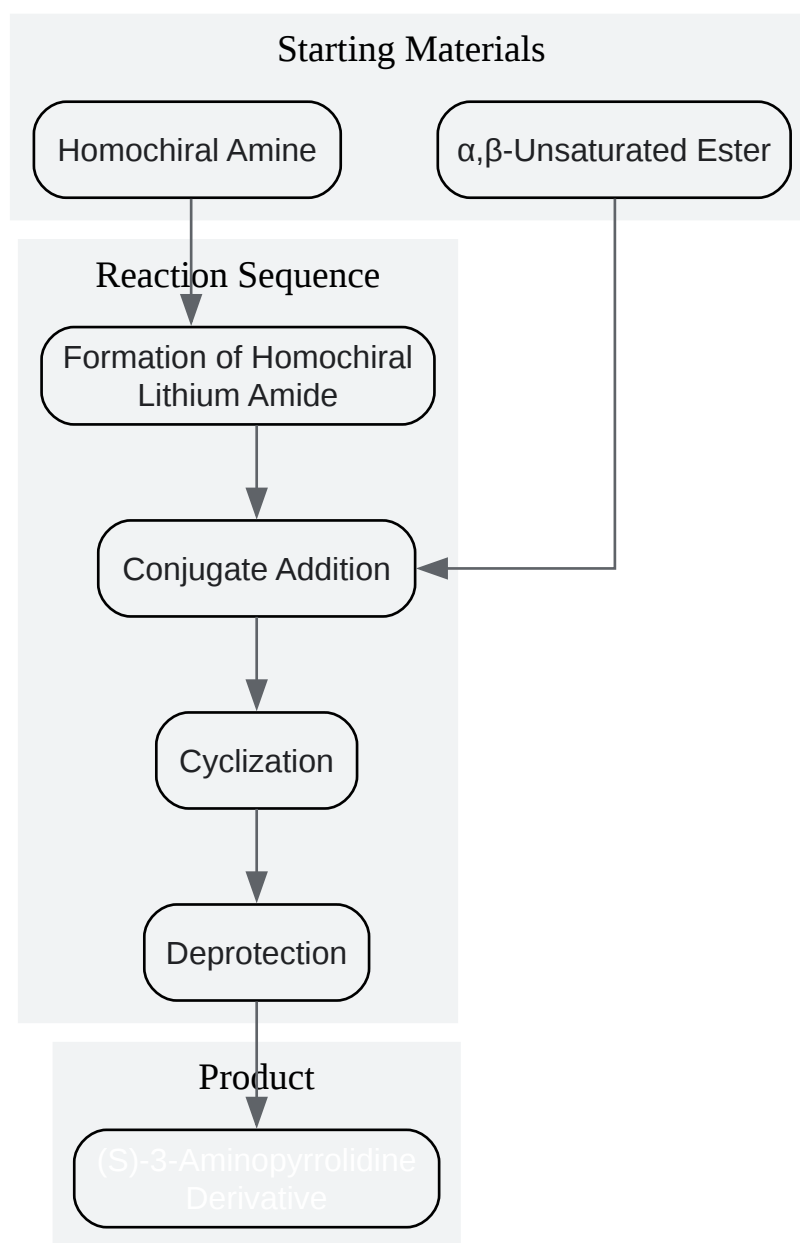 Starting Materials
Homochiral Amine
α,β-Unsaturated Ester
Reaction Sequence
Formation of Homochiral
Lithium Amide
Conjugate Addition
Cyclization
Deprotection
Product
(S)-3-Aminopyrrolidine
Derivative